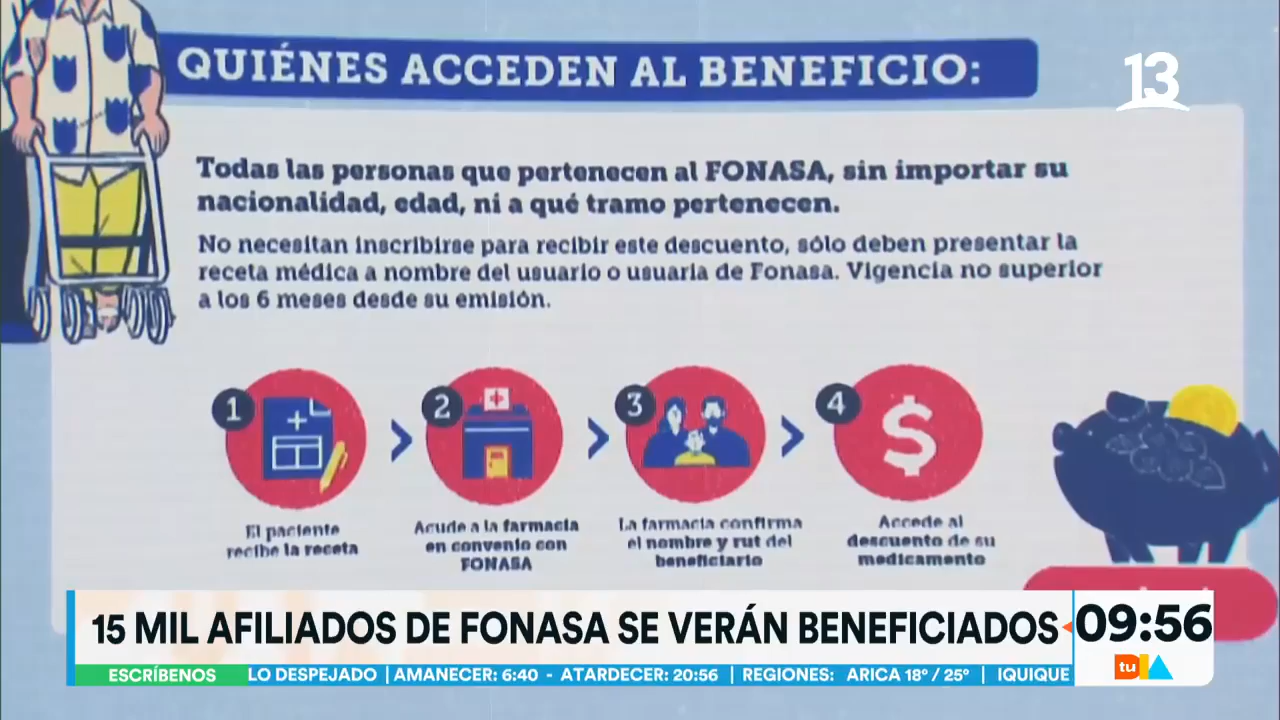 QUIÉNES ACCEDEN AL BENEFICIO:
13
Todas las personas que pertenecen al FONASA, sin importar su
nacionalidad, edad, ni a qué tramo pertenecen.
No necesitan inscribirse para recibir este descuento, sólo deben presentar la
receta médica a nombre del usuario o usuaria de Fonasa. Vigencia no superior
a los 6 meses desde su emisión.
1
2
3
4
$
El paciente
recibe la receta
Acude a la farmacia
en convenio con
FONASA
La farmacia confirma
el nombre y rut del
beneficiario
Accede al
descuento de su
medicamento
15 MIL AFILIADOS DE FONASA SE VERÁN BENEFICIADOS
09:56
ESCRÍBENOS
LO DESPEJADO | AMANECER: 6:40 - ATARDECER: 20:56 | REGIONES: ARICA 18° / 25° | IQUIQUE
tu DÍA